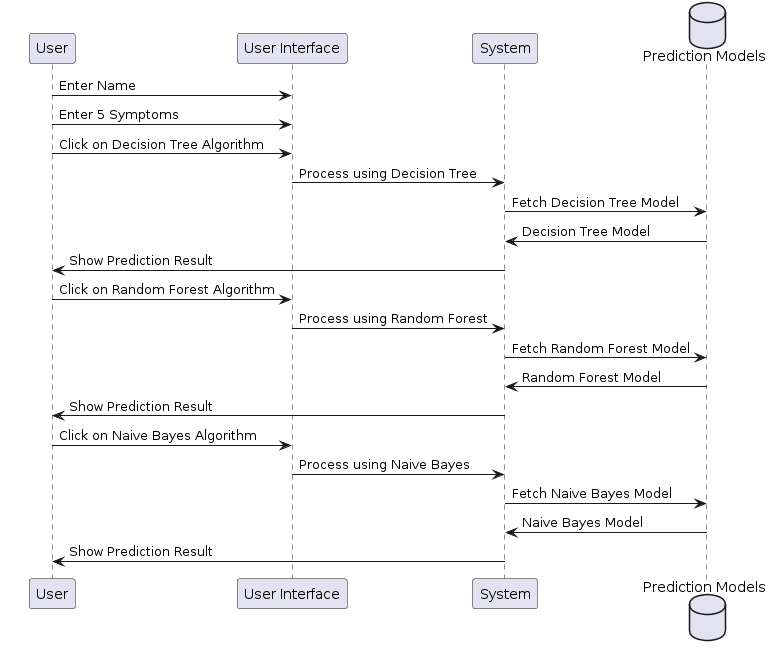 User
User Interface
System
Prediction Models
Enter Name
Enter 5 Symptoms
Click on Decision Tree Algorithm
Process using Decision Tree
Fetch Decision Tree Model
Decision Tree Model
Show Prediction Result
Click on Random Forest Algorithm
Process using Random Forest
Fetch Random Forest Model
Random Forest Model
Show Prediction Result
Click on Naive Bayes Algorithm
Process using Naive Bayes
Fetch Naive Bayes Model
Naive Bayes Model
Show Prediction Result
User
User Interface
System
Prediction Models